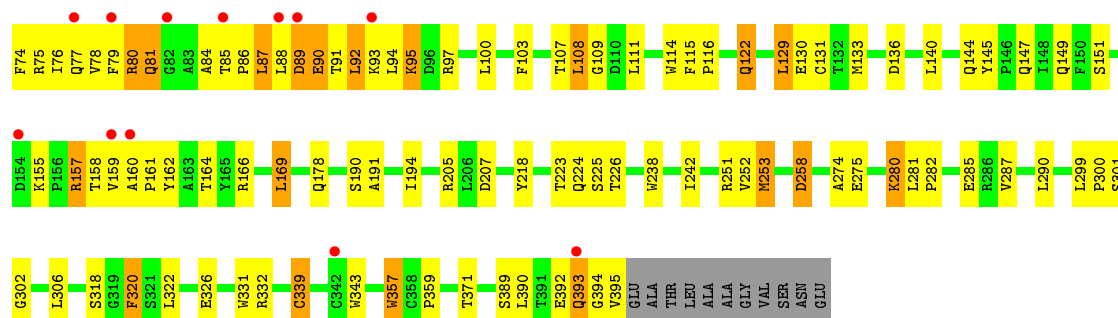 F74 R75 I76 Q77 V78 F79 R80 Q81 G82 A83 A84 T85 P86 L87 L88 D89 E90 T91 L92 K93 L94 K95 D96 R97 L100 F103 T107 L108 G109 D110 L111 W114 F115 P116 Q122 L129 E130 C131 T132 M133 D136 L140 Q144 Y145 P146 Q147 I148 Q149 F150 S151
D154 K155 P156 R157 T158 V159 A160 P161 Y162 A163 T164 Y165 R166 L169 Q178 S190 A191 I194 R205 L206 D207 Y218 T223 Q224 S225 T226 W238 I242 R251 V252 M253 D258 A274 E275 K280 L281 P282 E285 R286 V287 L290 L299 P300 S301
G302 L306 S318 G319 F320 S321 L322 E326 W331 R332 C339 C342 W343 W357 C358 P359 T371 S389 L390 T391 E392 Q393 G394 V395 GLU ALA THR LEU ALA ALA GLY VAL SER ASN GLU